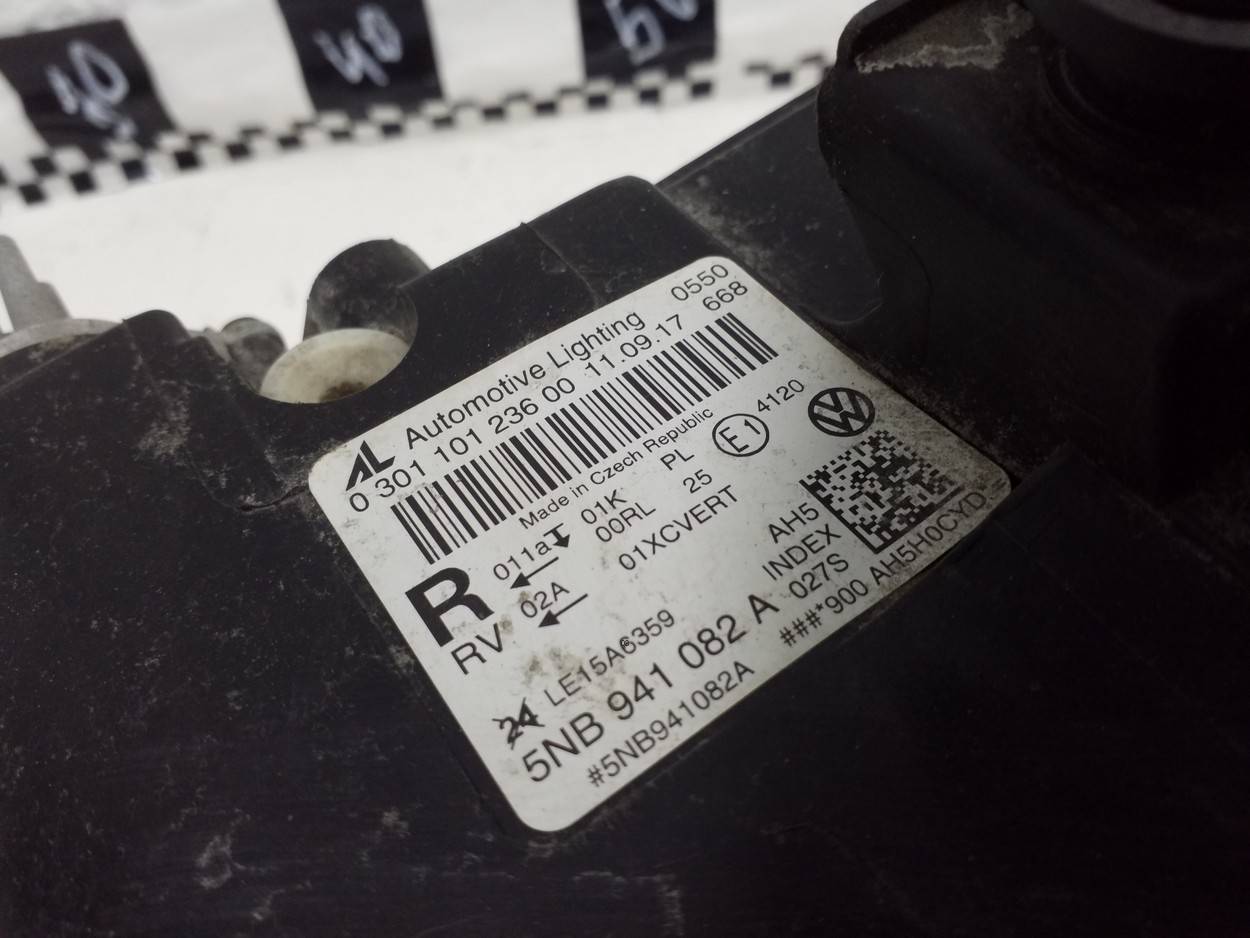 40
5
AL Automotive Lighting 0550
0 301 101 236 00 11.09.17 668
Made in Czech Republic
R 011a 01K PL E1 4120
00RL 25
RV 02A 01XCVERT
AH5
INDEX
027S
24 LE15A6359
5NB 941 082 A
#5NB941082A ###*900 AH5H0CYD